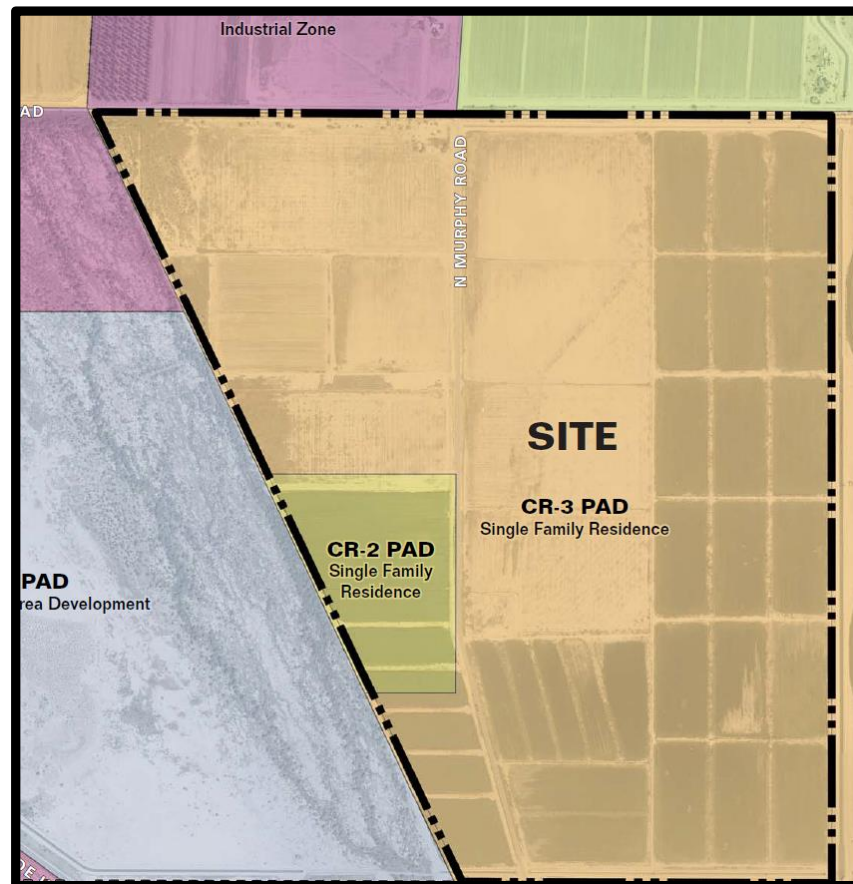 Industrial Zone
AD
N MURPHY ROAD
SITE
CR-3 PAD
Single Family Residence
CR-2 PAD
Single Family
Residence
PAD
rea Development